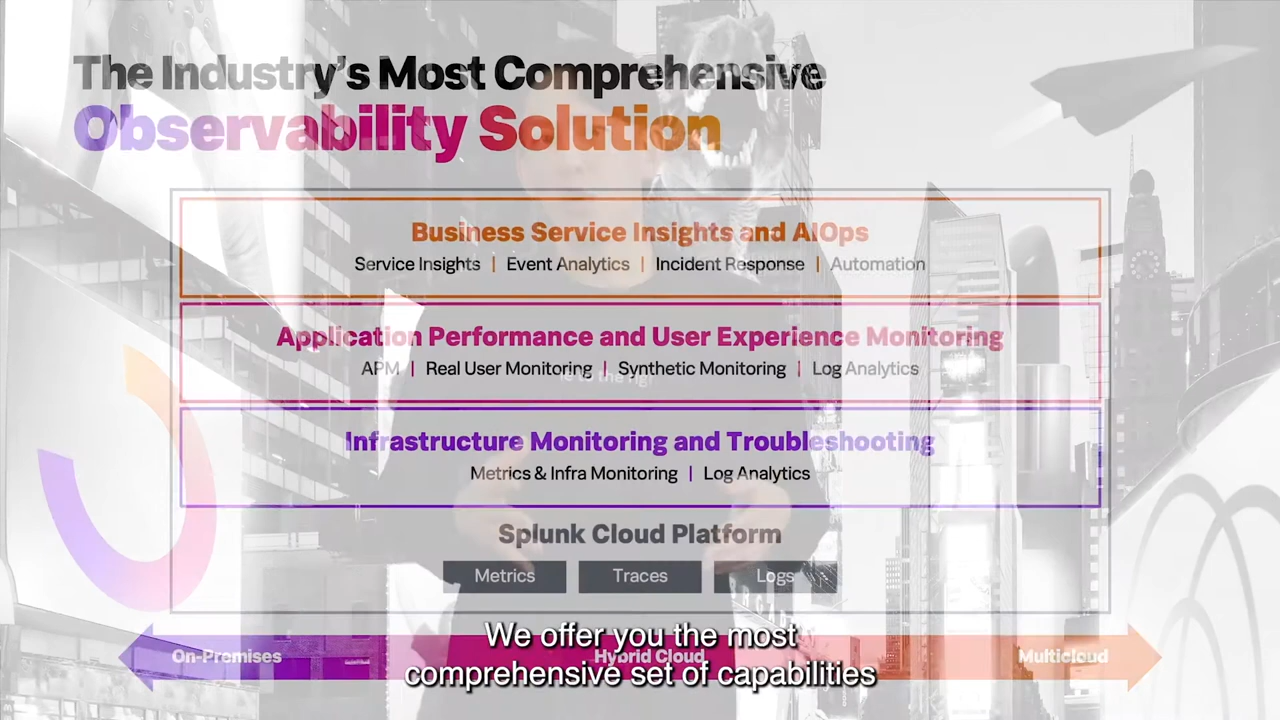 The Industry's Most Comprehensive
Observability Solution
Business Service Insights and AIOps
Service Insights | Event Analytics | Incident Response | Automation
Application Performance and User Experience Monitoring
APM | Real User Monitoring | Synthetic Monitoring | Log Analytics
Infrastructure Monitoring and Troubleshooting
Metrics & Infra Monitoring | Log Analytics
Splunk Cloud Platform
Metrics Traces Logs
On-Premises Hybrid Cloud Multicloud
We offer you the most
comprehensive set of capabilities